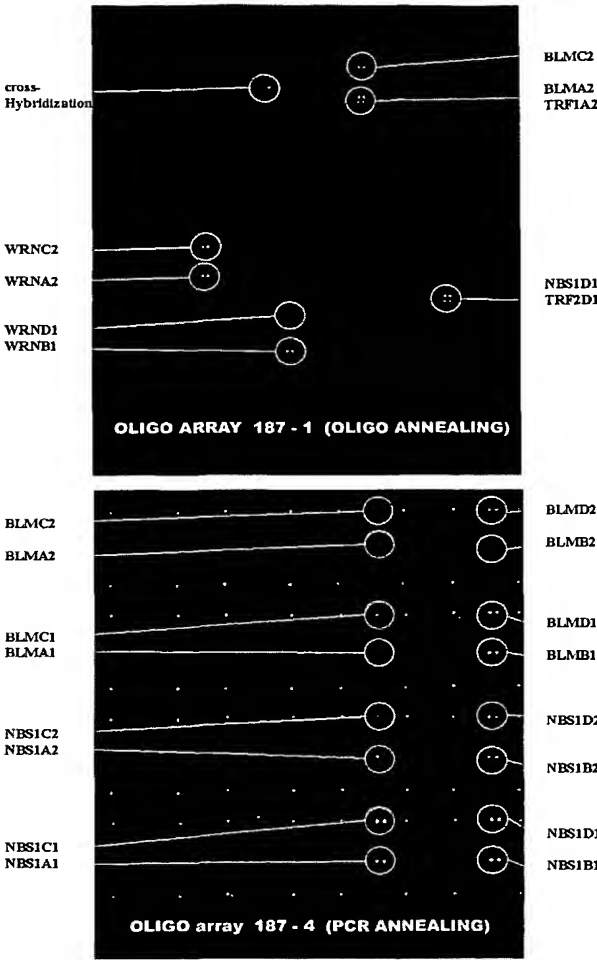 BLMC2
cross-
Hybridization
BLMA2
TRF1A2
WRNC2
WRNA2
NBS1D1
TRF2D1
WRND1
WRNB1
OLIGO ARRAY 187 - 1 (OLIGO ANNEALING)
BLMC2
BLMD2
BLMA2
BLMB2
BLMC1
BLMD1
BLMA1
BLMB1
NBS1C2
NBS1D2
NBS1A2
NBS1B2
NBS1C1
NBS1D1
NBS1A1
NBS1B1
OLIGO array 187 - 4 (PCR ANNEALING)